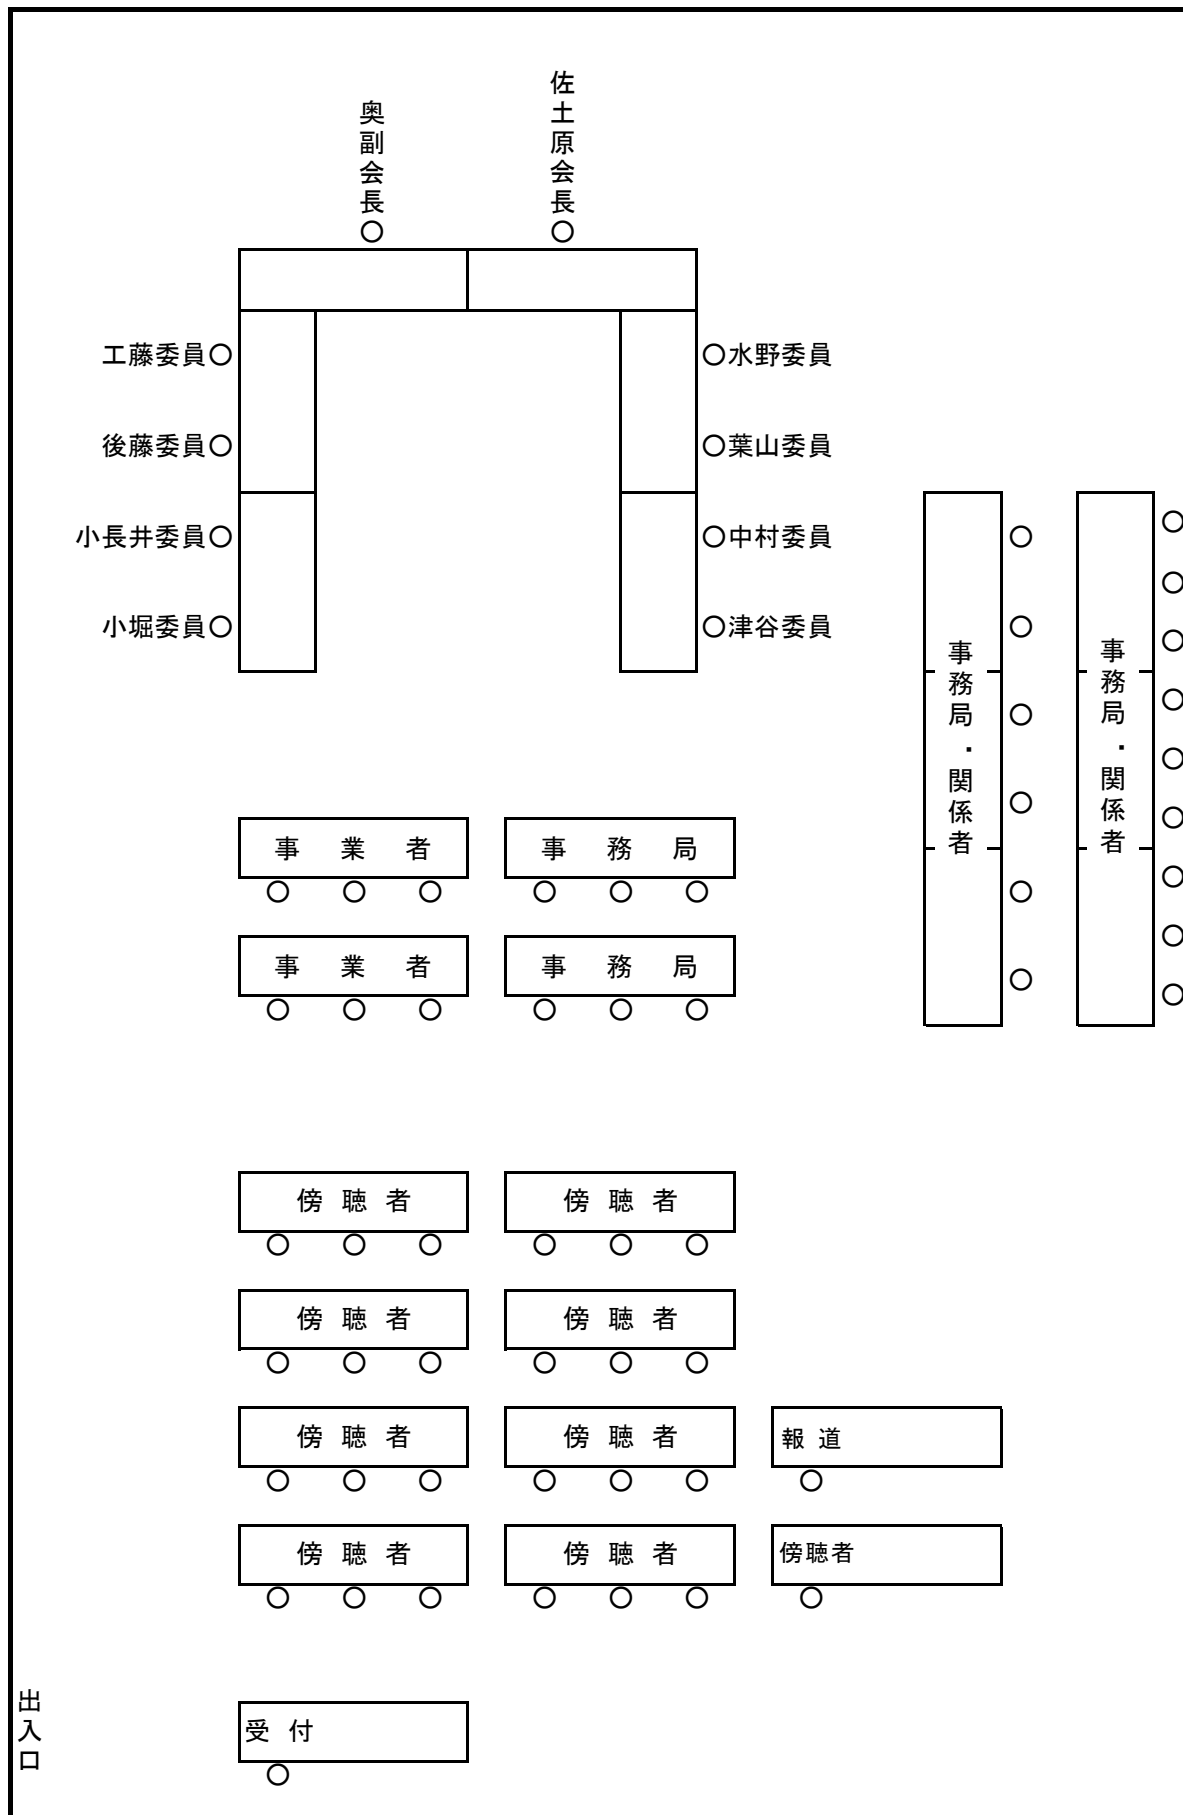 佐土原会長○
奥副会長○
工藤委員○
○水野委員
後藤委員○
○葉山委員
小長井委員○
○中村委員
小堀委員○
○津谷委員
事務局・関係者
事務局・関係者
事業者
事務局
事業者
事務局
傍聴者
傍聴者
傍聴者
傍聴者
傍聴者
傍聴者
報道
傍聴者
傍聴者
傍聴者
出入口
受付